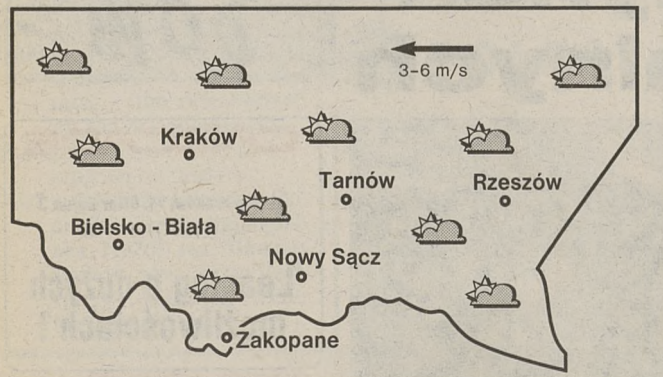 3-6 m/s
Kraków
Tarnów
Rzeszów
Bielsko - Biała
Nowy Sącz
Zakopane